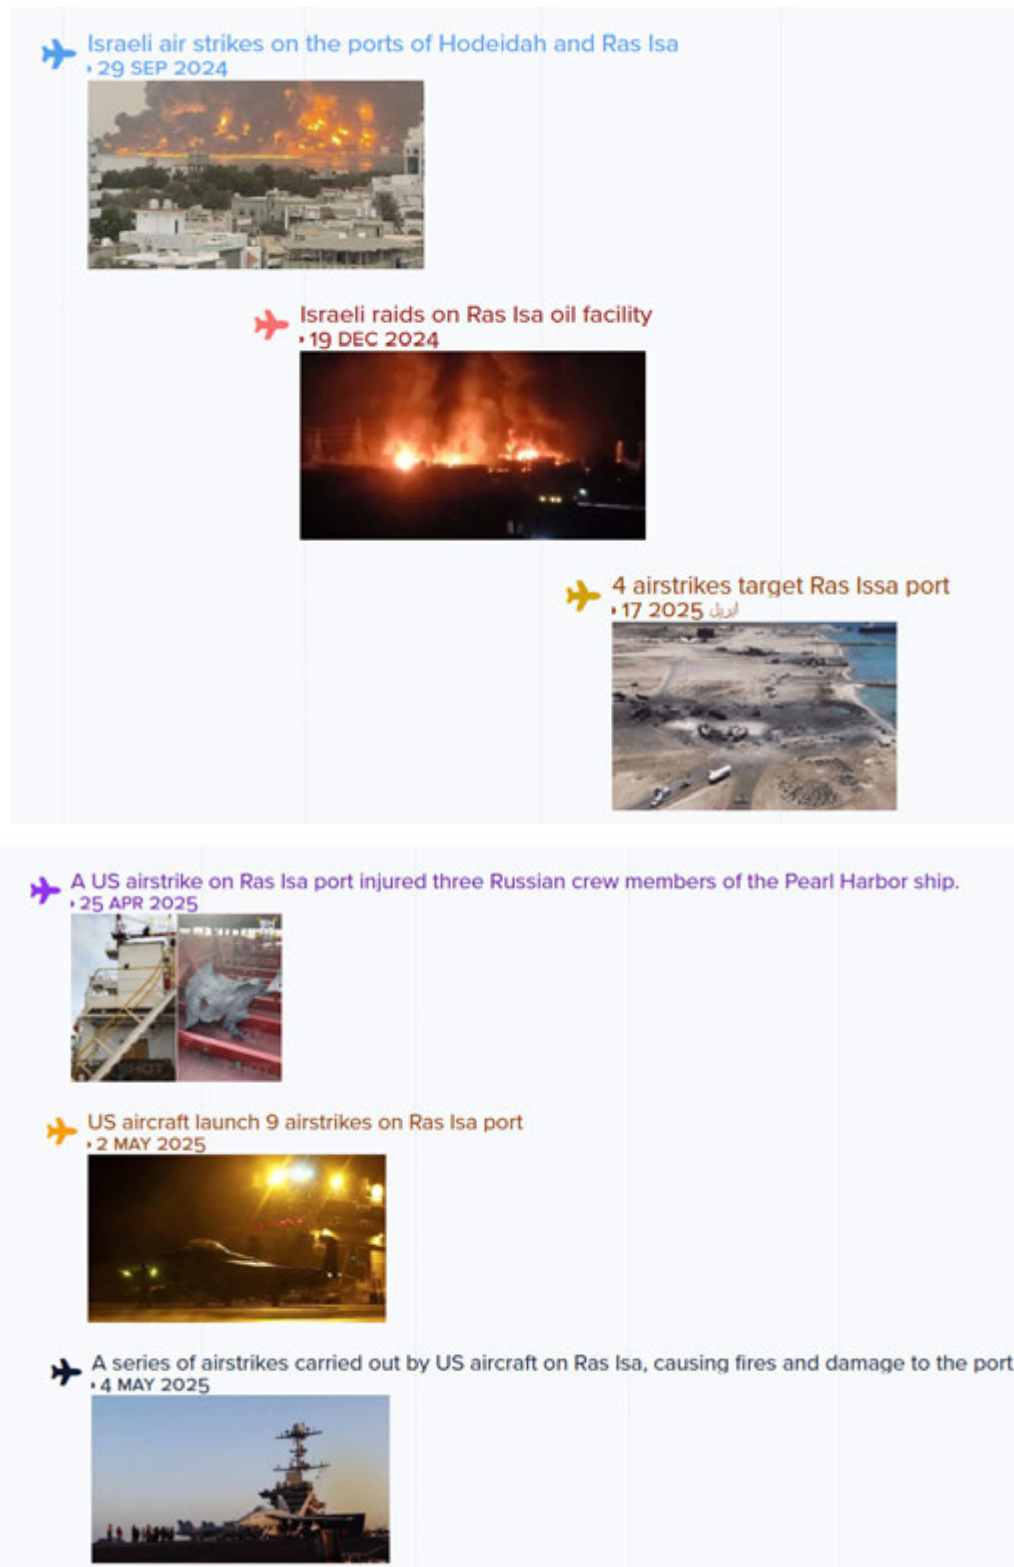 Israeli air strikes on the ports of Hodeidah and Ras Isa
29 SEP 2024
Israeli raids on Ras Isa oil facility
19 DEC 2024
4 airstrikes target Ras Issa port
17 2025 ابريل
A US airstrike on Ras Isa port injured three Russian crew members of the Pearl Harbor ship.
25 APR 2025
US aircraft launch 9 airstrikes on Ras Isa port
2 MAY 2025
A series of airstrikes carried out by US aircraft on Ras Isa, causing fires and damage to the port
4 MAY 2025